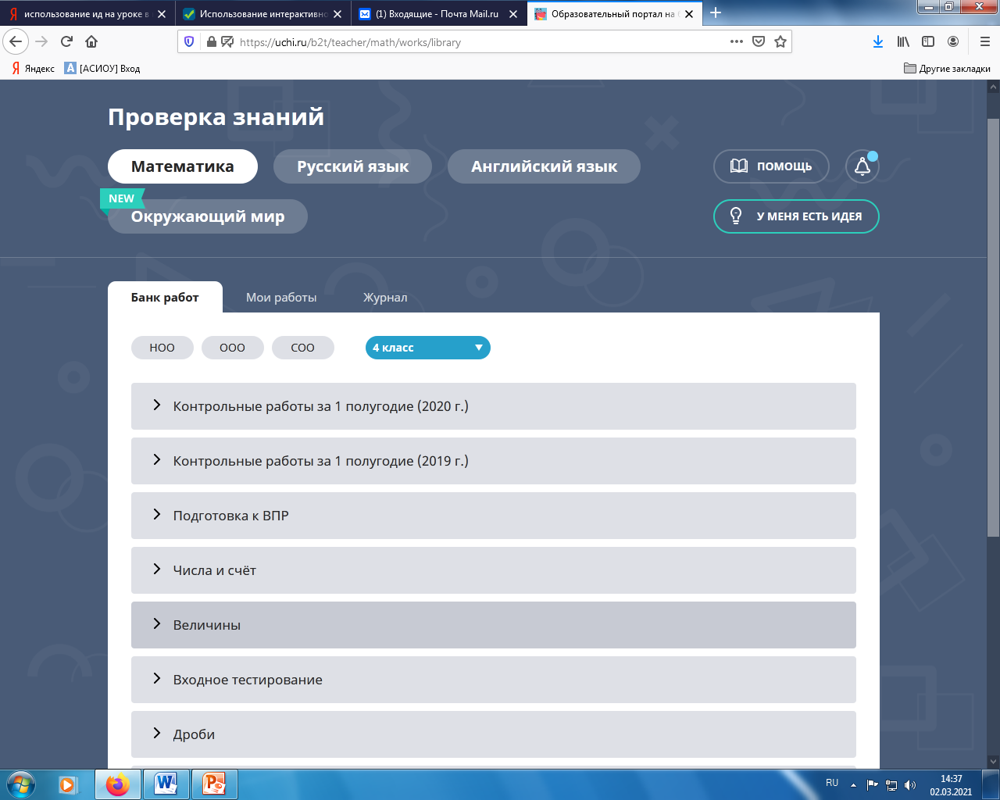 использование ид на уроке в
Использование интерактивно
(1) Входящие - Почта Mail.ru
Образовательный портал на
https://uchi.ru/b2t/teacher/math/works/library
Яндекс
[АСИОУ] Вход
Другие закладки
Проверка знаний
Математика
Русский язык
Английский язык
ПОМОЩЬ
NEW
Окружающий мир
У МЕНЯ ЕСТЬ ИДЕЯ
Банк работ
Мои работы
Журнал
НОО
ООО
СОО
4 класс
Контрольные работы за 1 полугодие (2020 г.)
Контрольные работы за 1 полугодие (2019 г.)
Подготовка к ВПР
Числа и счёт
Величины
Входное тестирование
Дроби
RU
14:37
02.03.2021